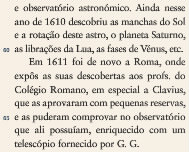 e observatório astronómico. Ainda nesse
ano de 1610 descobriu as manchas do Sol
e a rotação deste astro, o planeta Saturno,
60 as librações da Lua, as fases de Vénus, etc.
Em 1611 foi de novo a Roma, onde
expôs as suas descobertas aos profs. do
Colégio Romano, em especial a Clavius,
que as aprovaram com pequenas reservas,
65 e as puderam comprovar no observatório
que ali possuíam, enriquecido com um
telescópio fornecido por G. G.